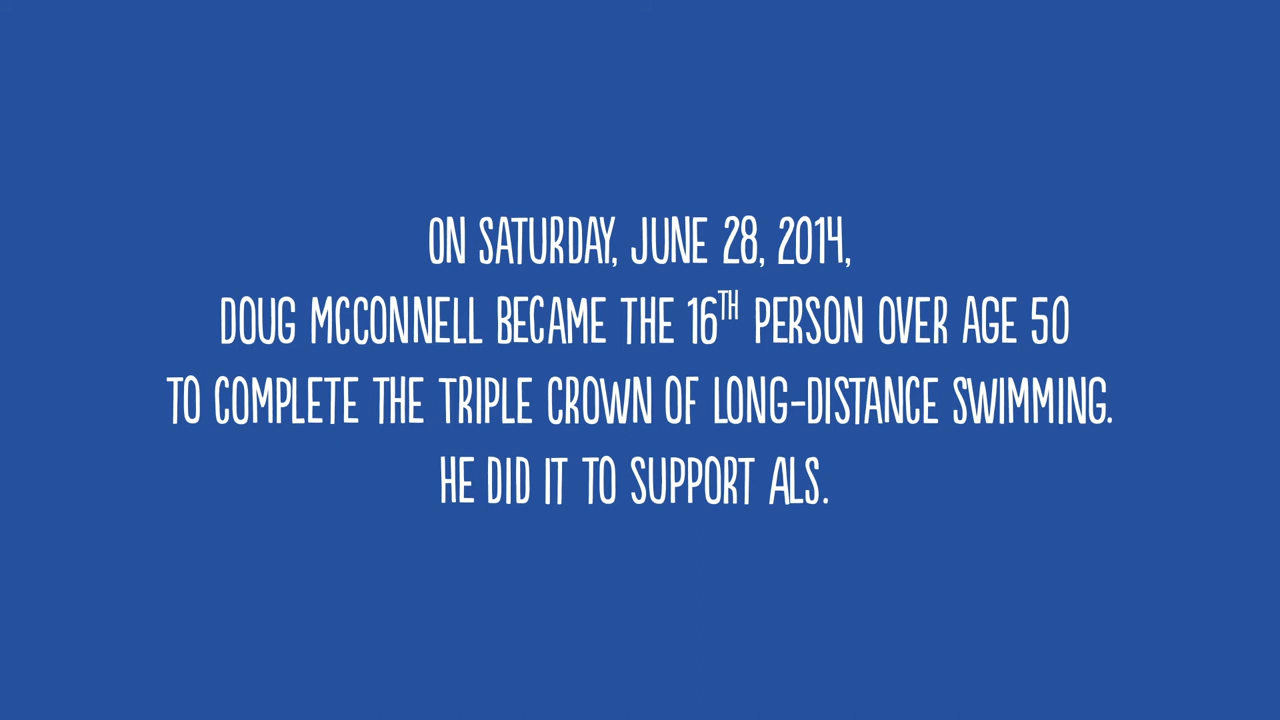 ON SATURDAY, JUNE 28, 2014,
DOUG MCCONNELL BECAME THE 16TH PERSON OVER AGE 50
TO COMPLETE THE TRIPLE CROWN OF LONG-DISTANCE SWIMMING.
HE DID IT TO SUPPORT ALS.